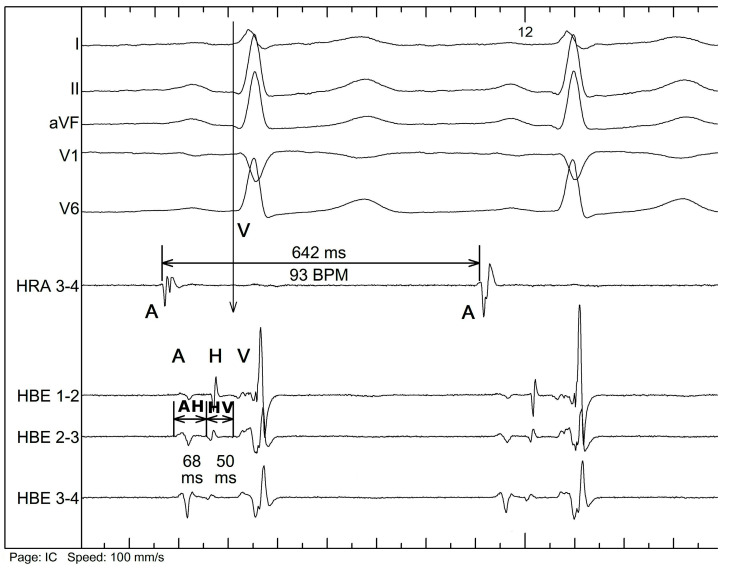 12
I
II
aVF
V1
V6
V
642 ms
93 BPM
HRA 3-4
A
A
A H V
HBE 1-2
AH HV
HBE 2-3
68 50
ms ms
HBE 3-4
Page: IC Speed: 100 mm/s